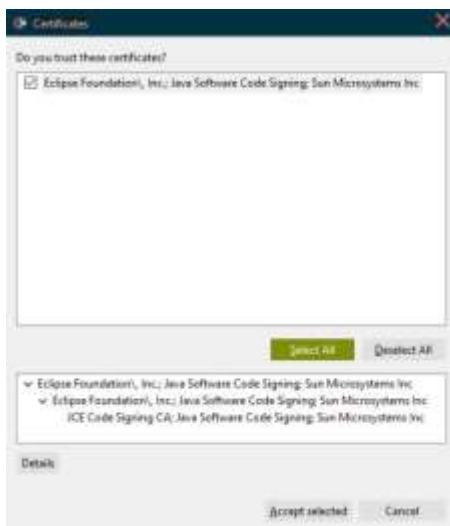 Certificates
Do you trust these certificates?
Eclipse Foundation\, Inc.; Java Software Code Signing; Sun Microsystems Inc
Select All
Deselect All
Eclipse Foundation\, Inc.; Java Software Code Signing; Sun Microsystems Inc
Eclipse Foundation\, Inc.; Java Software Code Signing; Sun Microsystems Inc
JCE Code Signing CA; Java Software Code Signing; Sun Microsystems Inc
Details
Accept selected
Cancel